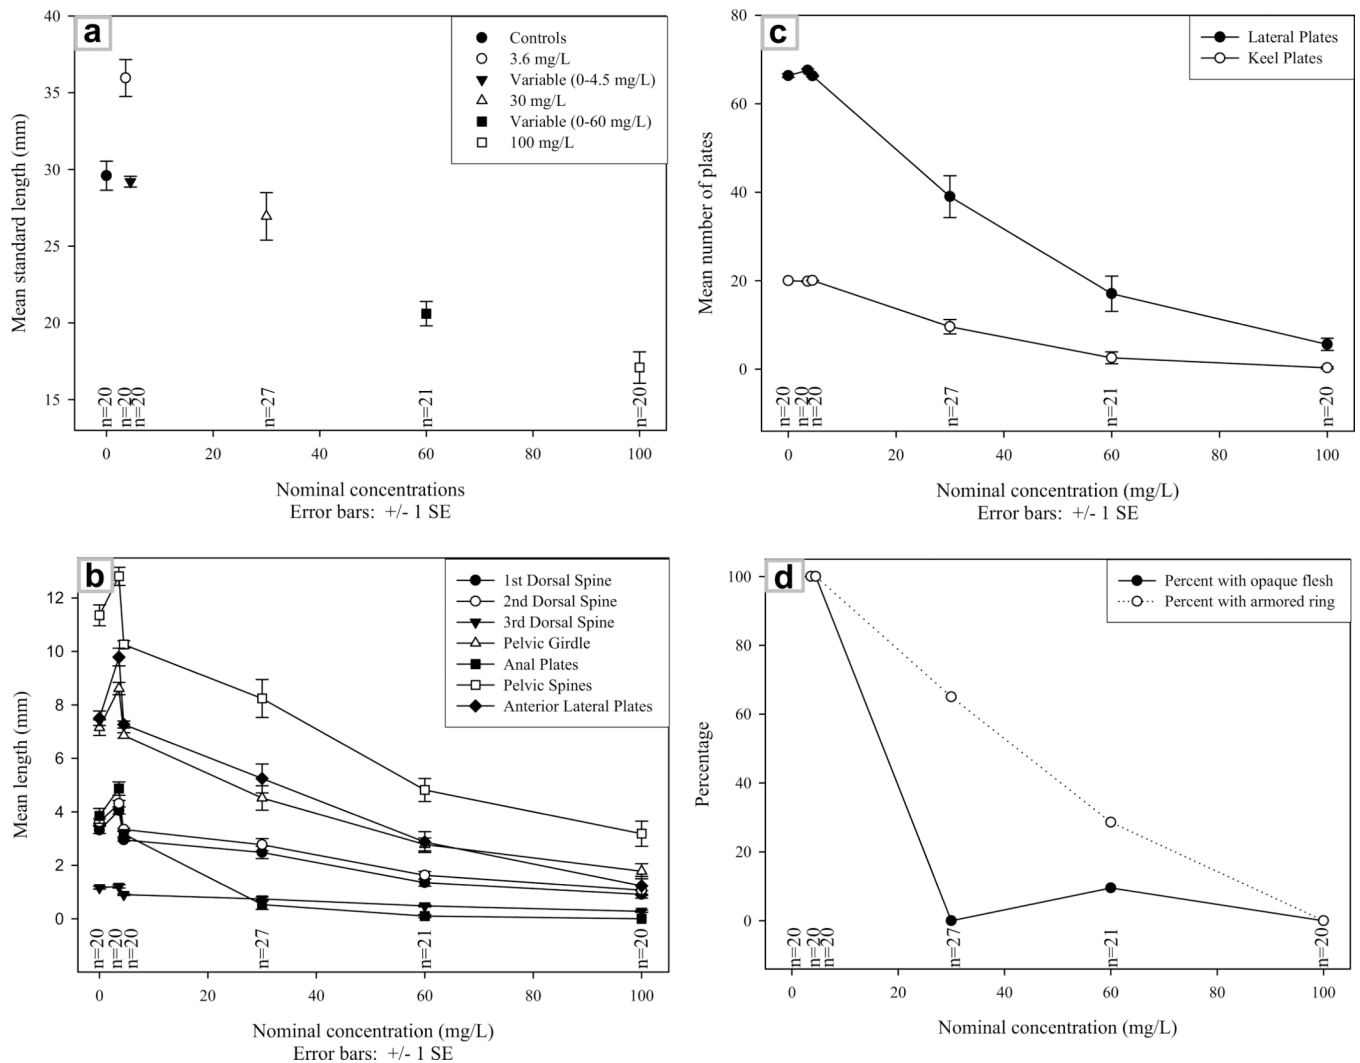 a
40
35
30
25
20
15
Mean standard length (mm)
Controls
3.6 mg/L
Variable (0-4.5 mg/L)
30 mg/L
Variable (0-60 mg/L)
100 mg/L
n=20
n=20
n=20
n=27
n=21
n=20
0 20 40 60 80 100
Nominal concentrations
Error bars: +/- 1 SE
c
80
60
40
20
0
Mean number of plates
Lateral Plates
Keel Plates
n=20
n=20
n=20
n=27
n=21
n=20
0 20 40 60 80 100
Nominal concentration (mg/L)
Error bars: +/- 1 SE
b
12
10
8
6
4
2
0
Mean length (mm)
1st Dorsal Spine
2nd Dorsal Spine
3rd Dorsal Spine
Pelvic Girdle
Anal Plates
Pelvic Spines
Anterior Lateral Plates
n=20
n=20
n=20
n=27
n=21
n=20
0 20 40 60 80 100
Nominal concentration (mg/L)
Error bars: +/- 1 SE
d
100
80
60
40
20
0
Percentage
Percent with opaque flesh
Percent with armored ring
n=20
n=20
n=20
n=27
n=21
n=20
0 20 40 60 80 100
Nominal concentration (mg/L)